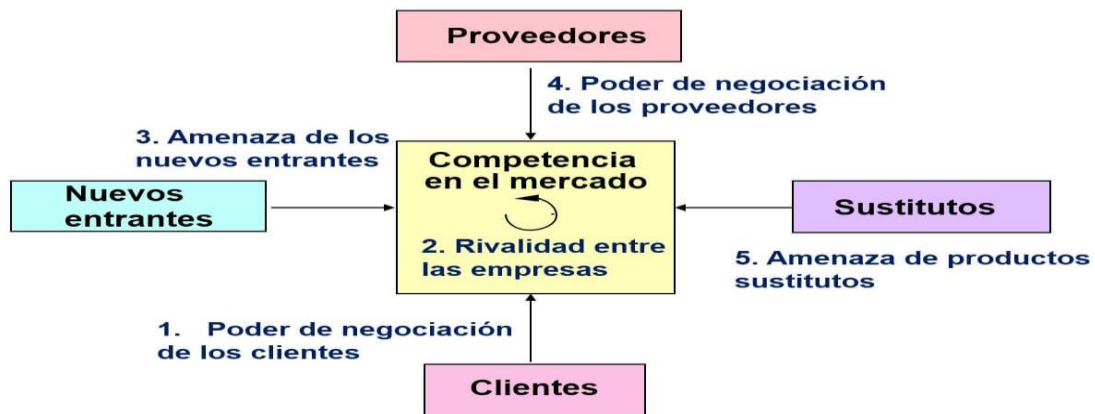 Proveedores
4. Poder de negociación
de los proveedores
3. Amenaza de los
nuevos entrantes
Competencia
en el mercado
Nuevos
entrantes
Sustitutos
2. Rivalidad entre
las empresas
5. Amenaza de productos
sustitutos
1. Poder de negociación
de los clientes
Clientes